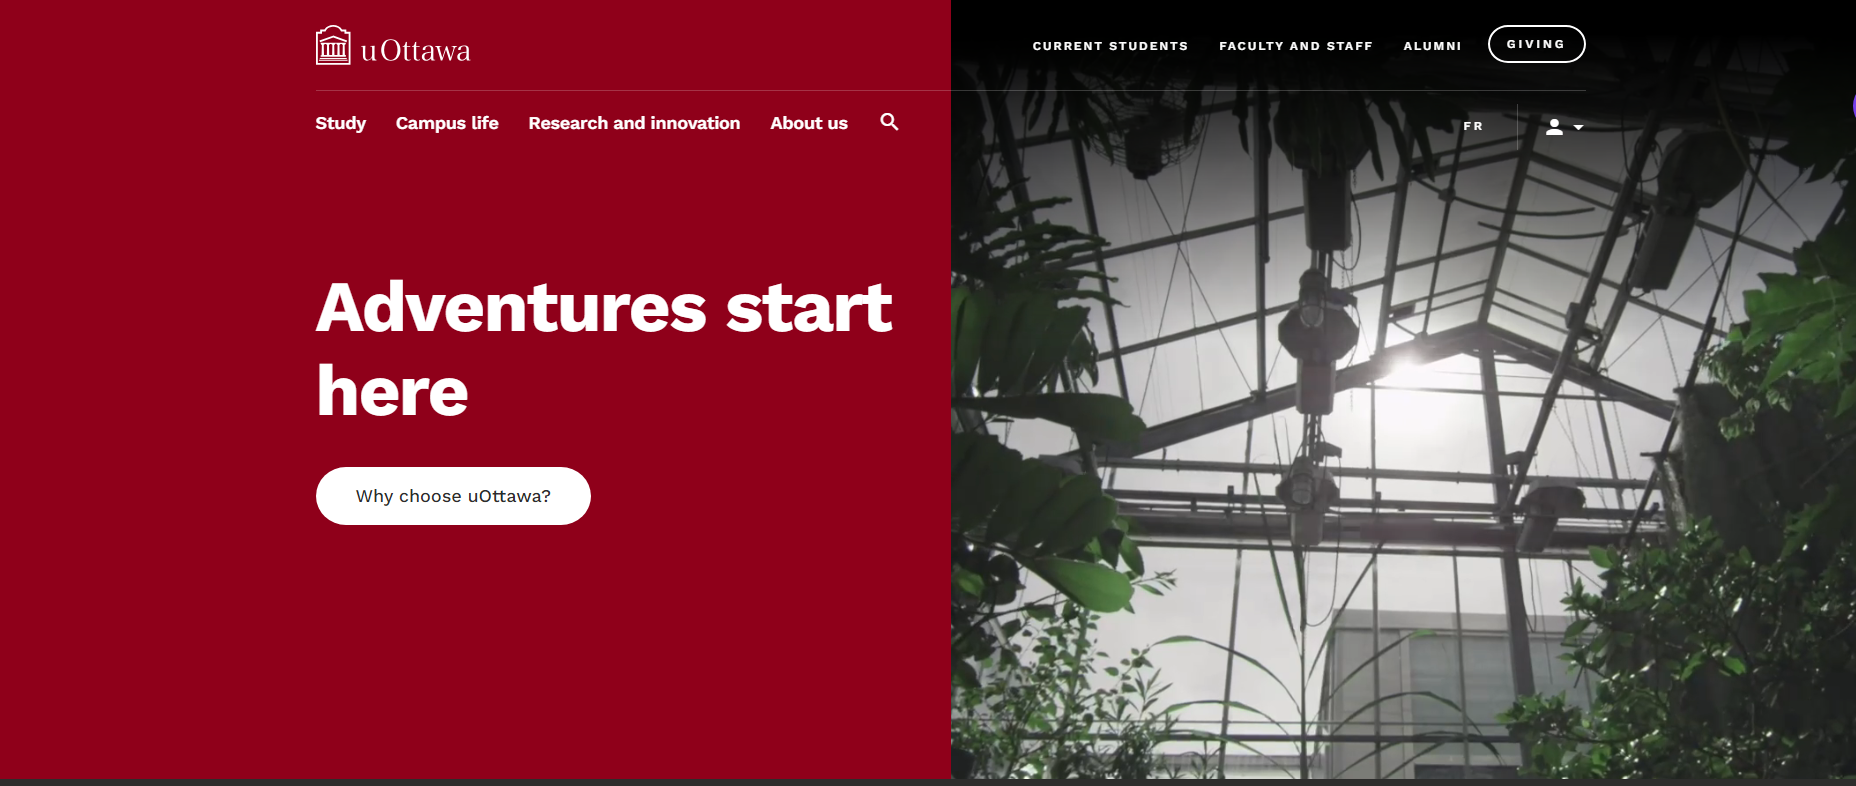 uOttawa
CURRENT STUDENTS
FACULTY AND STAFF
ALUMNI
GIVING
Study
Campus life
Research and innovation
About us
FR
Adventures start
here
Why choose uOttawa?